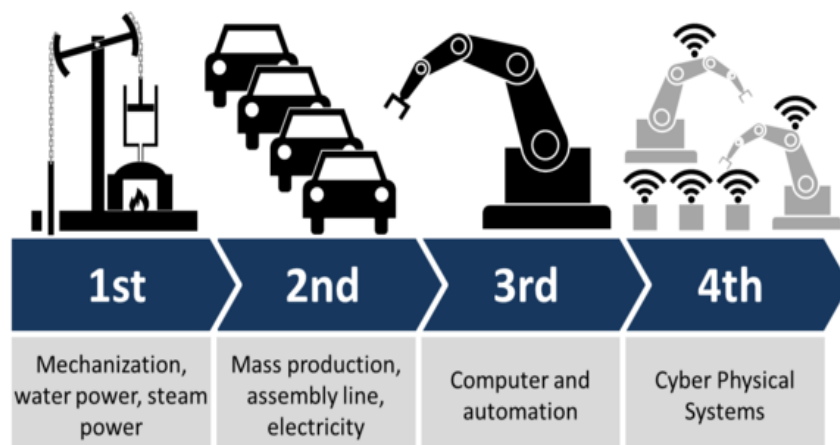 1st
2nd
3rd
4th
Mechanization,
water power, steam
power
Mass production,
assembly line,
electricity
Computer and
automation
Cyber Physical
Systems